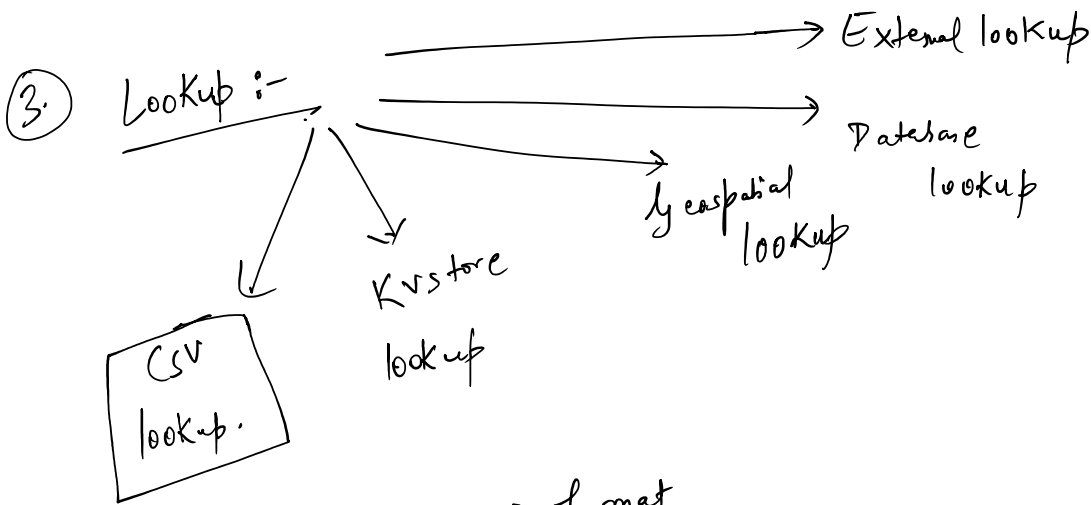 3. Lookup :-
External lookup
Database
lookup
Geospatial
lookup
KVstore
lookup
CSV
lookup.